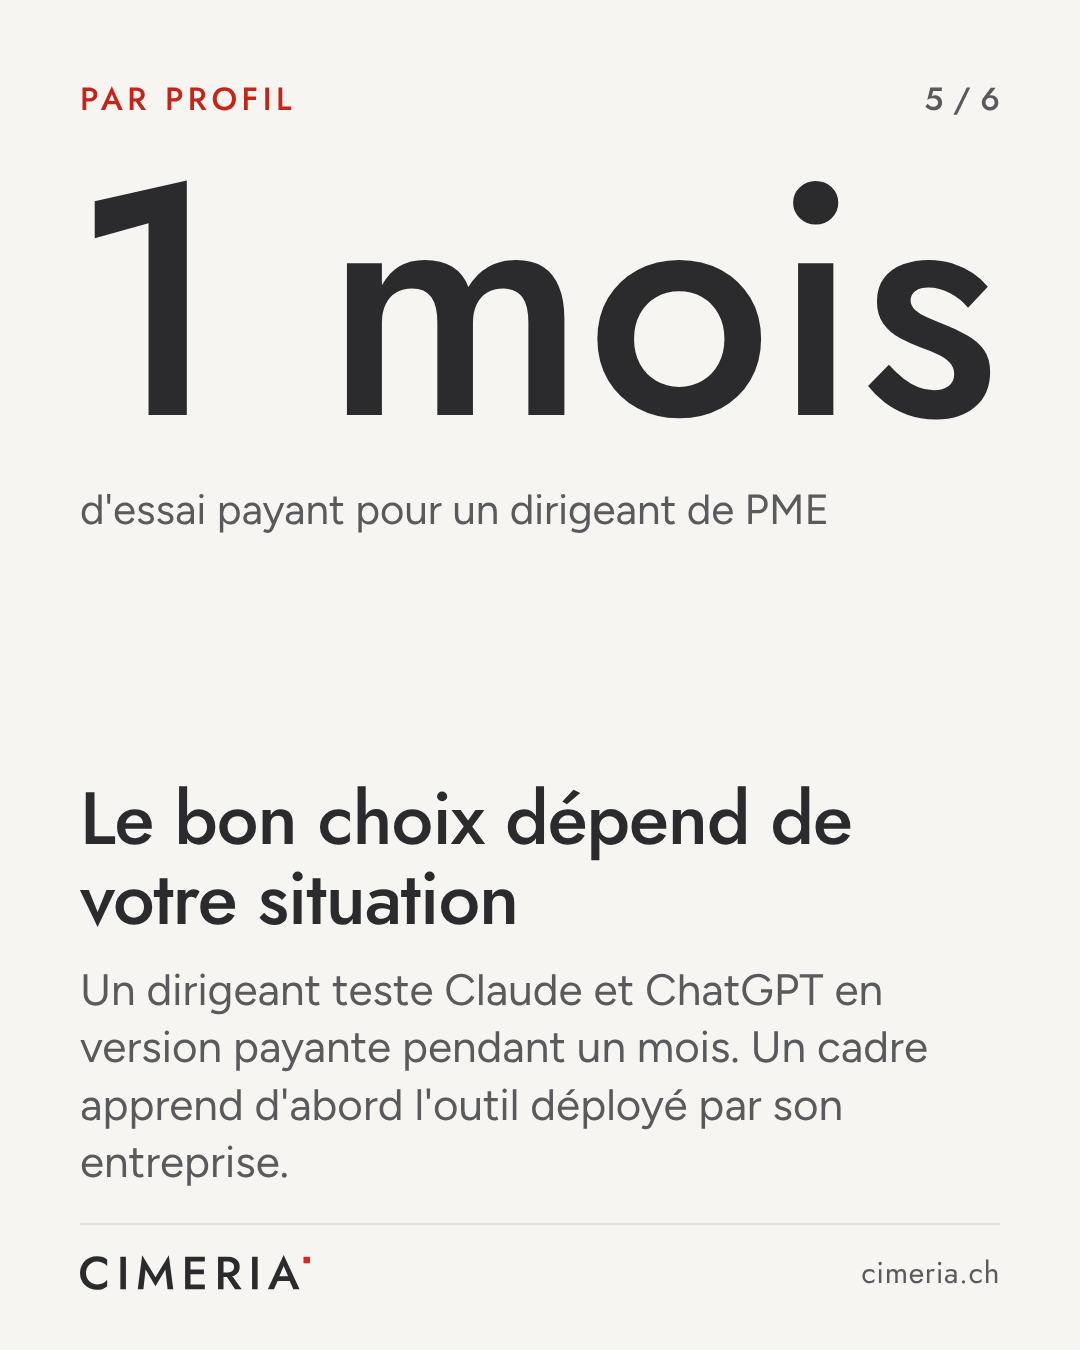 PAR PROFIL
5 / 6
1 mois
d'essai payant pour un dirigeant de PME
Le bon choix dépend de
votre situation
Un dirigeant teste Claude et ChatGPT en
version payante pendant un mois. Un cadre
apprend d'abord l'outil déployé par son
entreprise.
CIMERIA
cimeria.ch